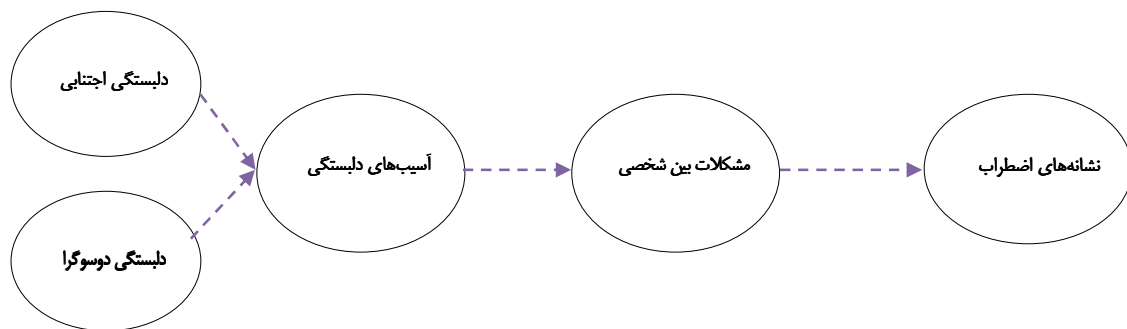 دلبستگی اجتنابی
دلبستگی دوسوگرا
آسیب‌های دلبستگی
مشکلات بین شخصی
نشانه‌های اضطراب